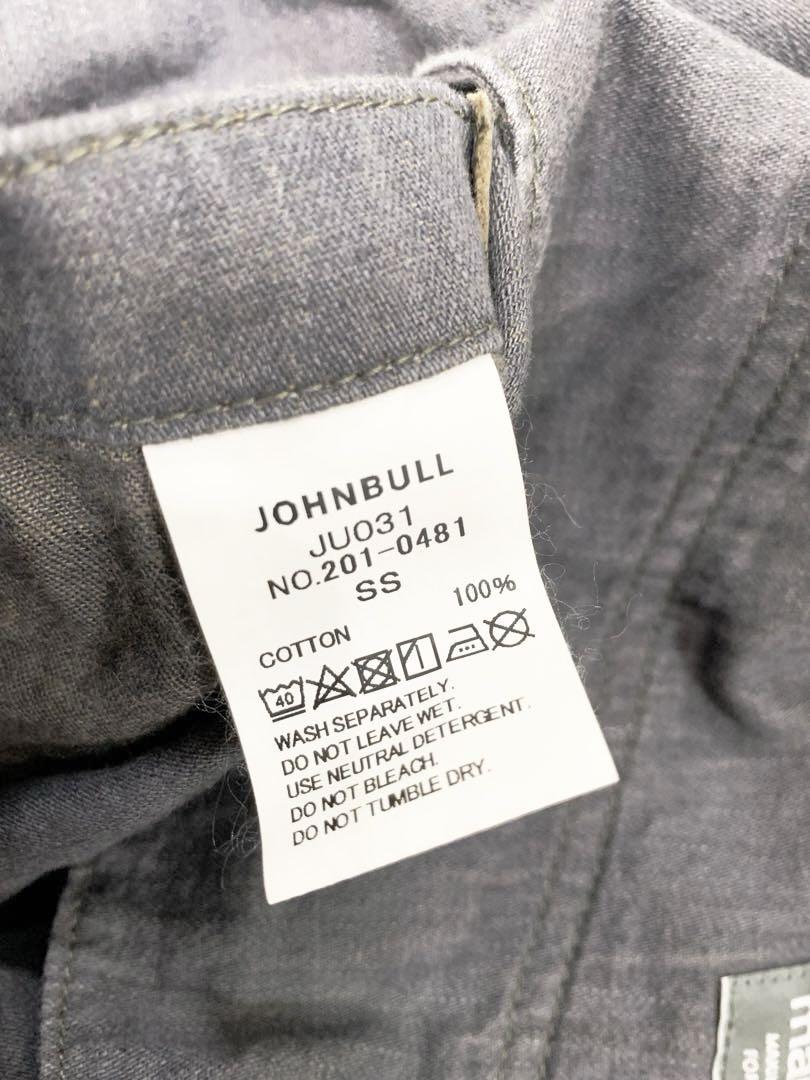 JOHNBULL
JU031
NO.201-0481
SS
COTTON 100%
40
WASH SEPARATELY.
DO NOT LEAVE WET.
USE NEUTRAL DETERGENT.
DO NOT BLEACH.
DO NOT TUMBLE DRY.